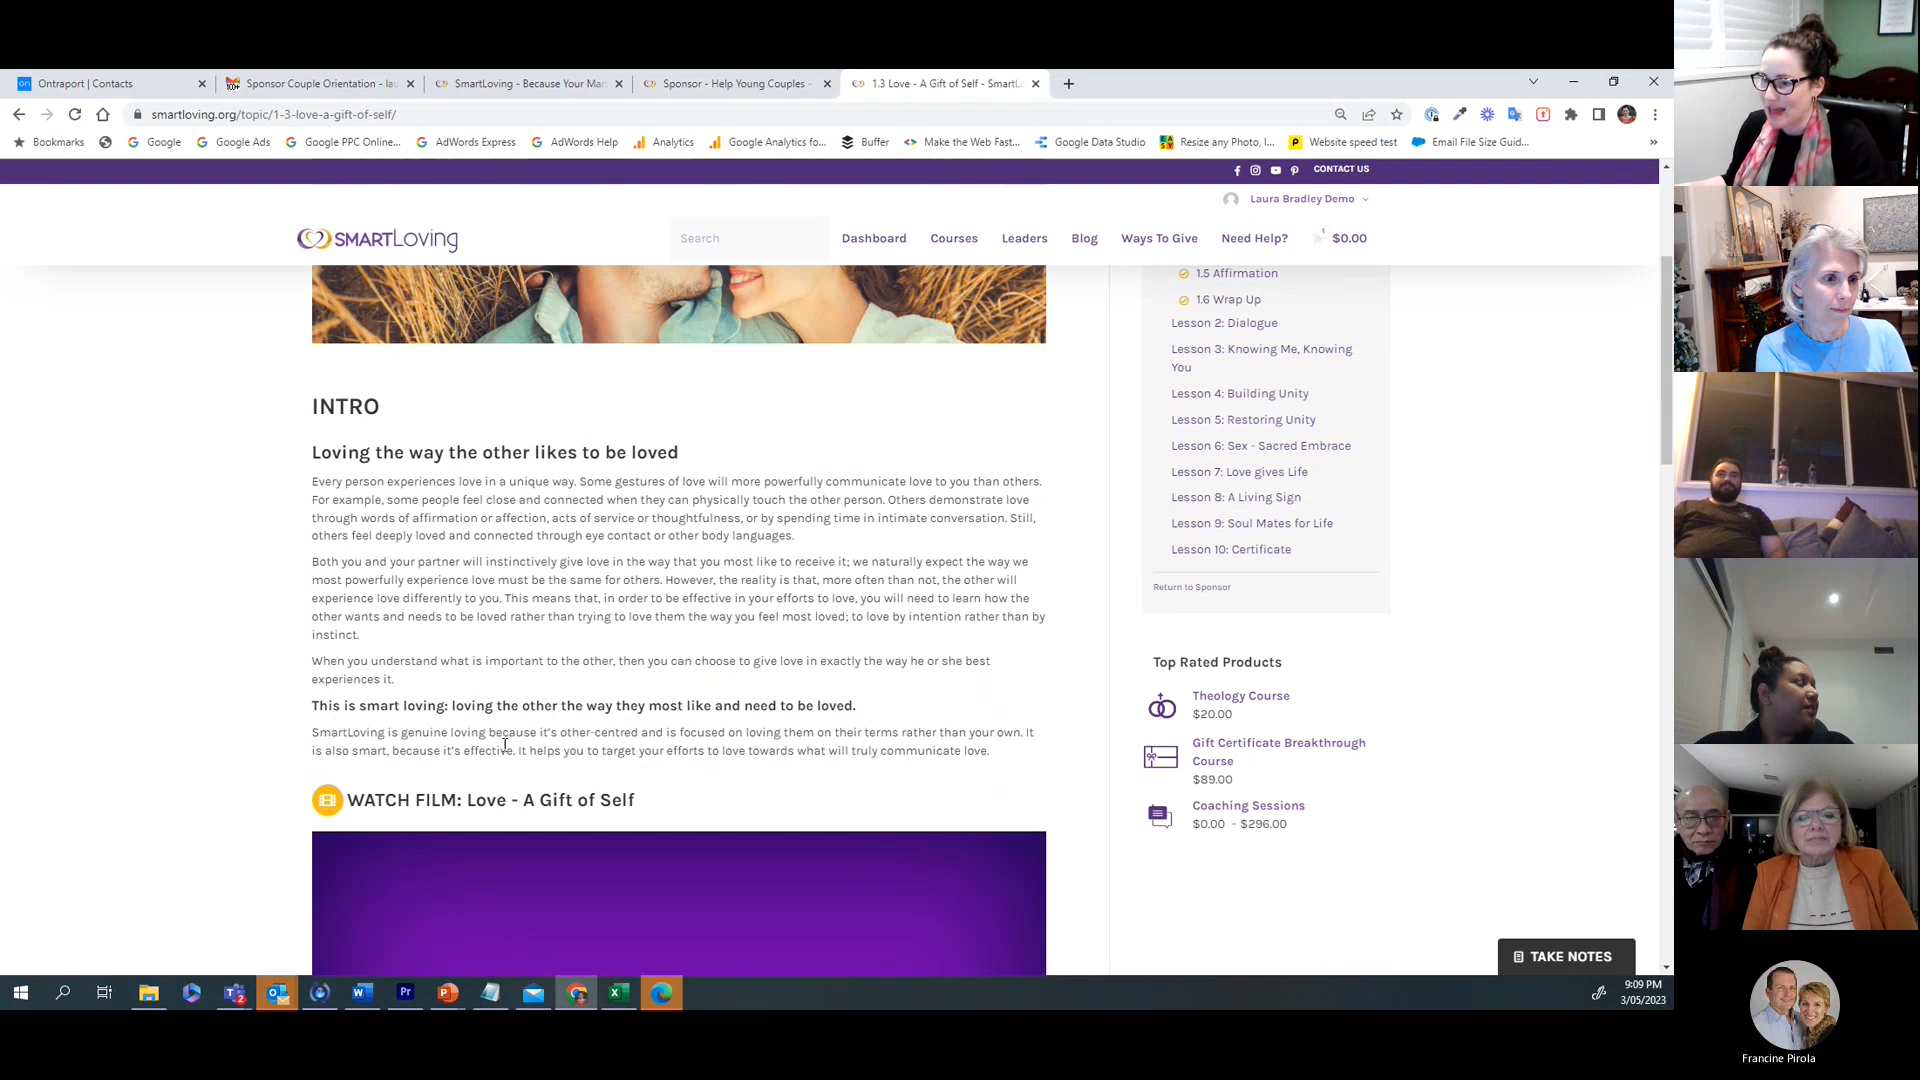 Ontraport | Contacts
Sponsor Couple Orientation - lau
SmartLoving - Because Your Mar
Sponsor - Help Young Couples -
1.3 Love - A Gift of Self - SmartLo
smartloving.org/topic/1-3-love-a-gift-of-self/
Bookmarks
Google
Google Ads
Google PPC Online...
AdWords Express
AdWords Help
Analytics
Google Analytics fo...
Buffer
Make the Web Fast...
Google Data Studio
Resize any Photo, I...
Website speed test
Email File Size Guid...
CONTACT US
Laura Bradley Demo
SMARTLoving
Search
Dashboard
Courses
Leaders
Blog
Ways To Give
Need Help?
1
$0.00
INTRO
Loving the way the other likes to be loved
Every person experiences love in a unique way. Some gestures of love will more powerfully communicate love to you than others.
For example, some people feel close and connected when they can physically touch the other person. Others demonstrate love
through words of affirmation or affection, acts of service or thoughtfulness, or by spending time in intimate conversation. Still,
others feel deeply loved and connected through eye contact or other body languages.
Both you and your partner will instinctively give love in the way that you most like to receive it; we naturally expect the way we
most powerfully experience love must be the same for others. However, the reality is that, more often than not, the other will
experience love differently to you. This means that, in order to be effective in your efforts to love, you will need to learn how the
other wants and needs to be loved rather than trying to love them the way you feel most loved; to love by intention rather than by
instinct.
When you understand what is important to the other, then you can choose to give love in exactly the way he or she best
experiences it.
This is smart loving: loving the other the way they most like and need to be loved.
SmartLoving is genuine loving because it's other-centred and is focused on loving them on their terms rather than your own. It
is also smart, because it's effective. It helps you to target your efforts to love towards what will truly communicate love.
WATCH FILM: Love - A Gift of Self
1.5 Affirmation
1.6 Wrap Up
Lesson 2: Dialogue
Lesson 3: Knowing Me, Knowing
You
Lesson 4: Building Unity
Lesson 5: Restoring Unity
Lesson 6: Sex - Sacred Embrace
Lesson 7: Love gives Life
Lesson 8: A Living Sign
Lesson 9: Soul Mates for Life
Lesson 10: Certificate
Return to Sponsor
Top Rated Products
Theology Course
$20.00
Gift Certificate Breakthrough
Course
$89.00
Coaching Sessions
$0.00 - $296.00
TAKE NOTES
9:09 PM
3/05/2023
Francine Pirola